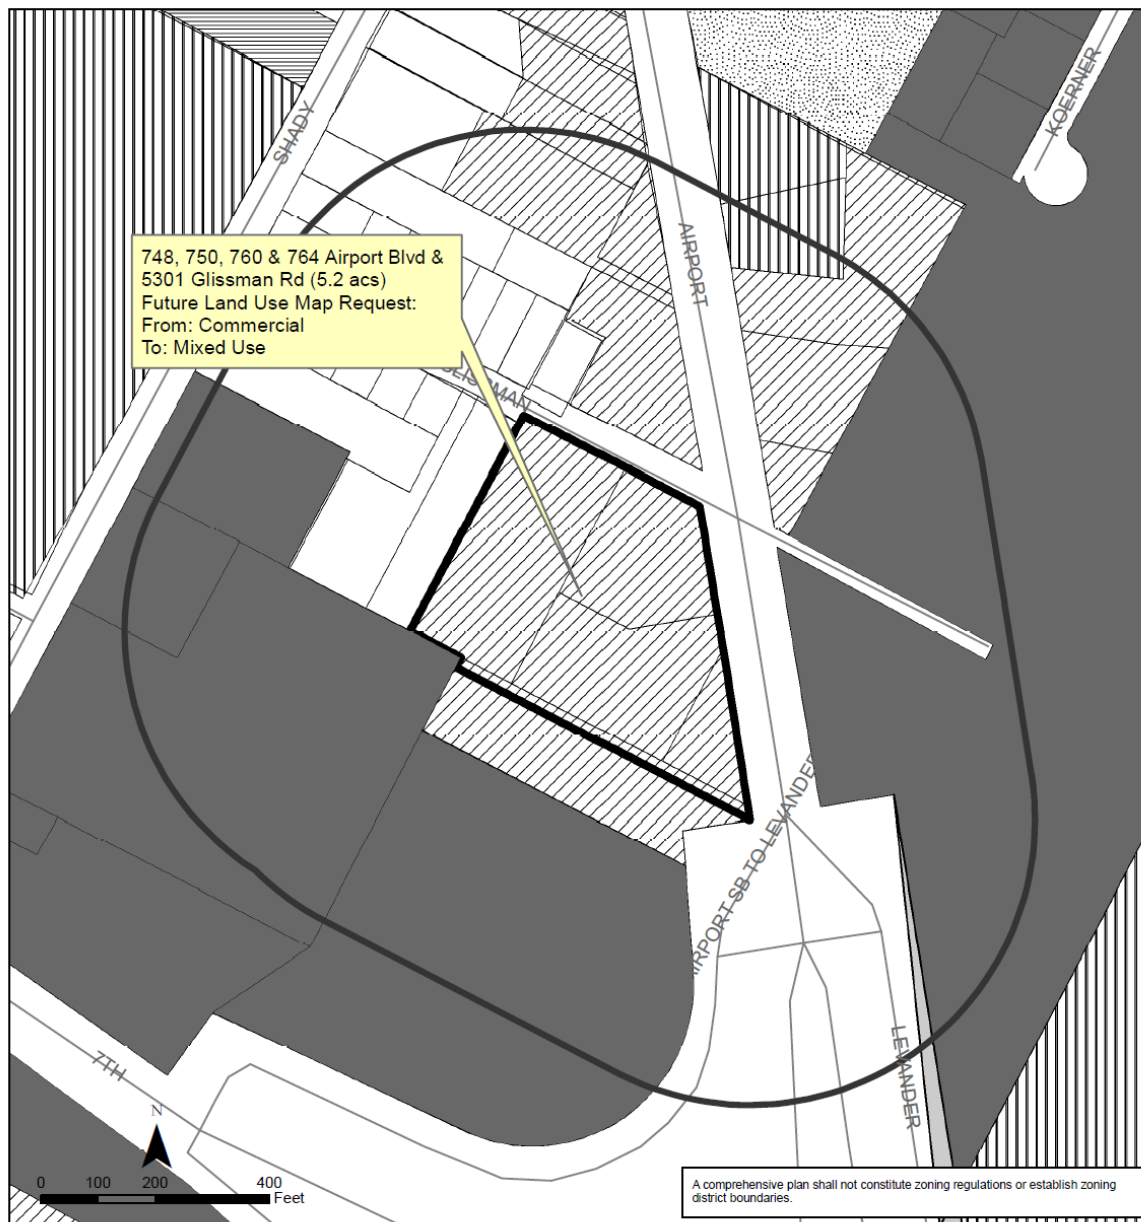 SHADY
KOERNER
AIRPORT
748, 750, 760 & 764 Airport Blvd &
5301 Glissman Rd (5.2 acs)
Future Land Use Map Request:
From: Commercial
To: Mixed Use
GLISSMAN
AIRPORT SB TO LEVANDER
LEVANDER
7TH
N
0 100 200 400
Feet
A comprehensive plan shall not constitute zoning regulations or establish zoning
district boundaries.